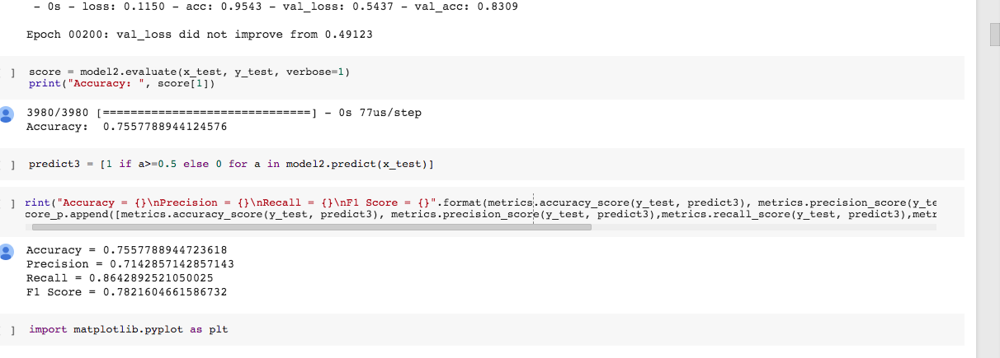 - 0s - loss: 0.1150 - acc: 0.9543 - val_loss: 0.5437 - val_acc: 0.8309
Epoch 00200: val_loss did not improve from 0.49123
] score = model2.evaluate(x_test, y_test, verbose=1)
print("Accuracy: ", score[1])
3980/3980 [==============================] - 0s 77us/step
Accuracy:  0.7557788944124576
] predict3 = [1 if a>=0.5 else 0 for a in model2.predict(x_test)]
] rint("Accuracy = {}\nPrecision = {}\nRecall = {}\nF1 Score = {}".format(metrics.accuracy_score(y_test, predict3), metrics.precision_score(y_te
core_p.append([metrics.accuracy_score(y_test, predict3), metrics.precision_score(y_test, predict3),metrics.recall_score(y_test, predict3),metr
Accuracy = 0.7557788944723618
Precision = 0.7142857142857143
Recall = 0.8642892521050025
F1 Score = 0.7821604661586732
] import matplotlib.pyplot as plt